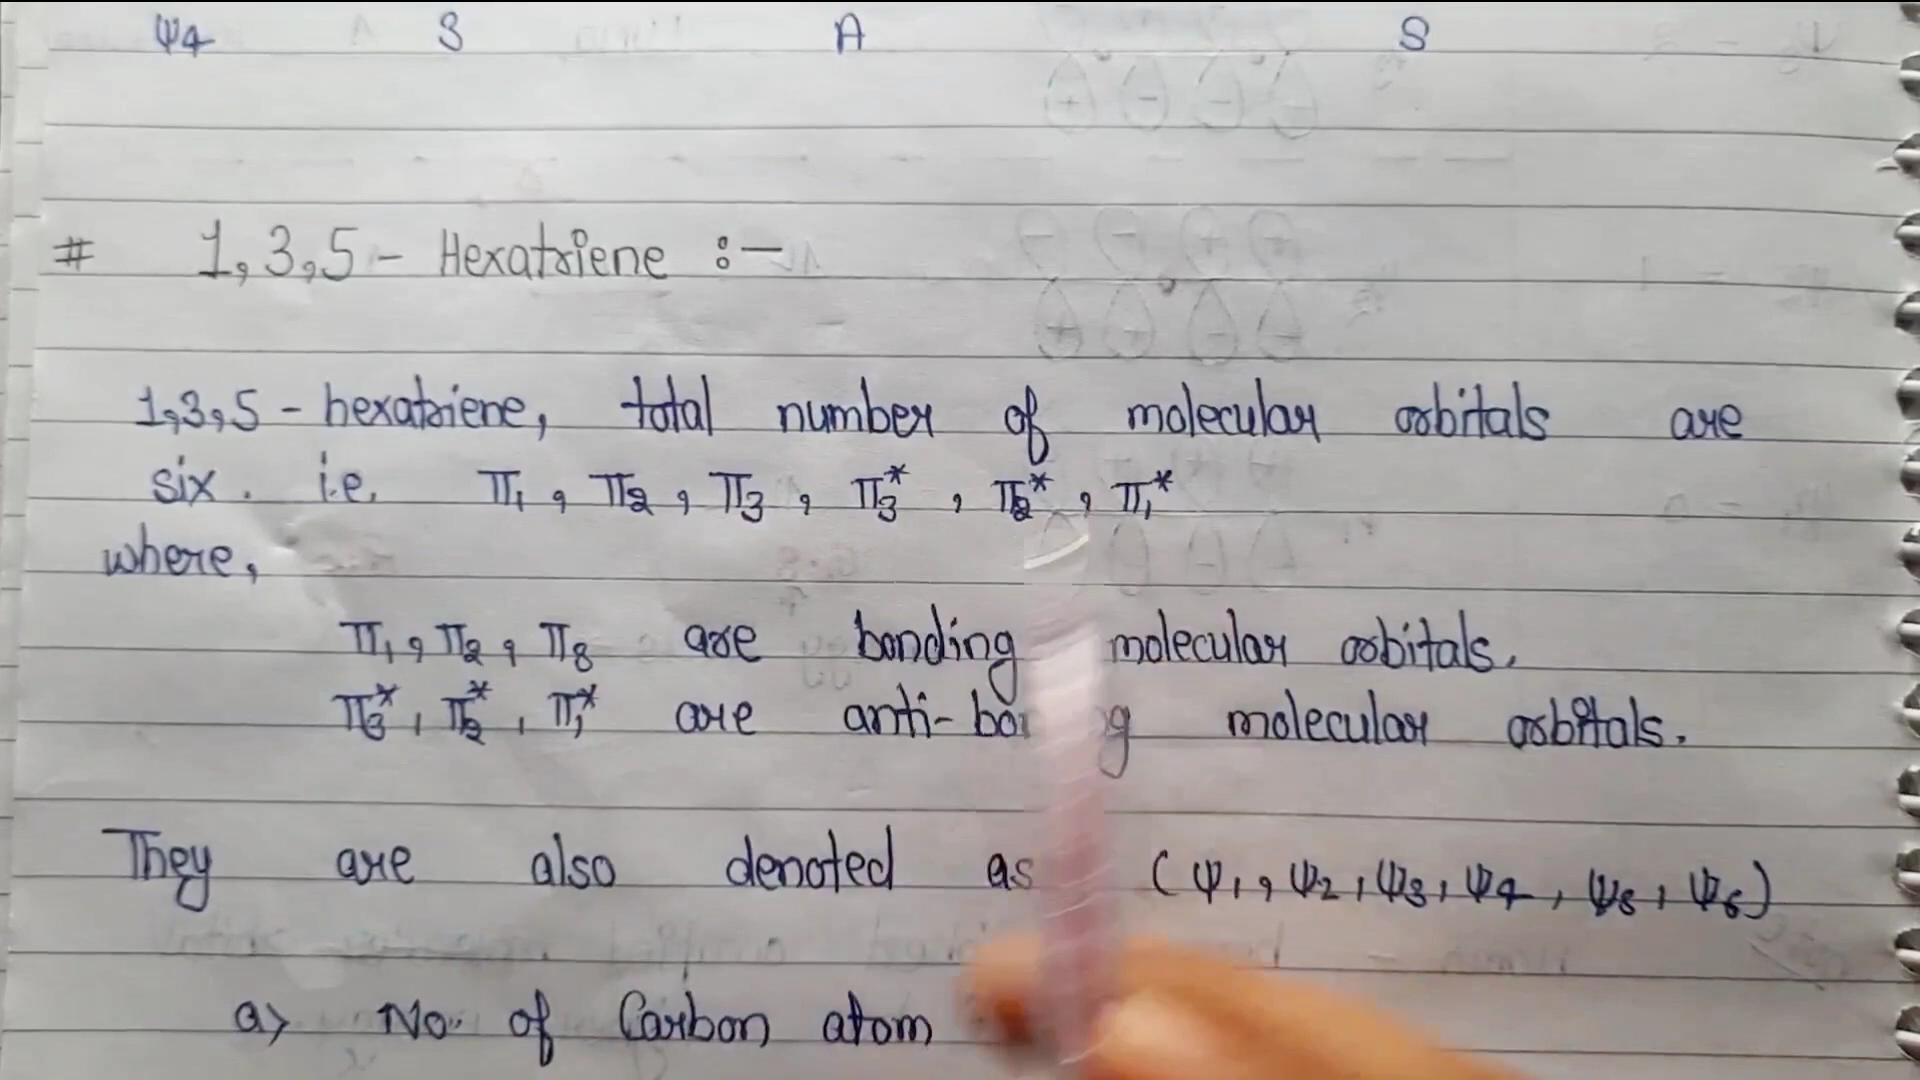 ψ4 S A S
# 1,3,5 - Hexatriene :-
1,3,5 - hexatriene, total number of molecular orbitals are
six. i.e. π1, π2, π3, π3*, π2*, π1*
where,
π1, π2, π3 are bonding molecular orbitals.
π3*, π2*, π1* are anti-bonding molecular orbitals.
They are also denoted as (ψ1, ψ2, ψ3, ψ4, ψ5, ψ6)
a) No. of Carbon atom